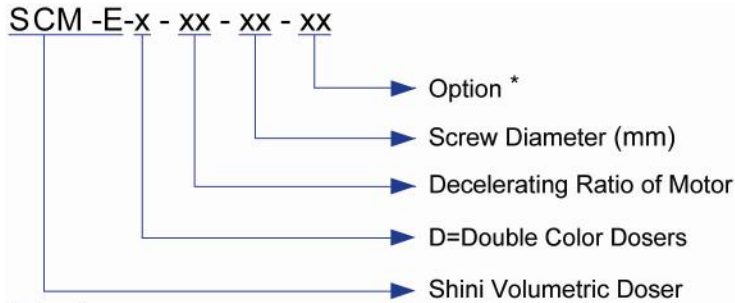 SCM -E-x - xx - xx - xx
Option *
Screw Diameter (mm)
Decelerating Ratio of Motor
D=Double Color Dosers
Shini Volumetric Doser